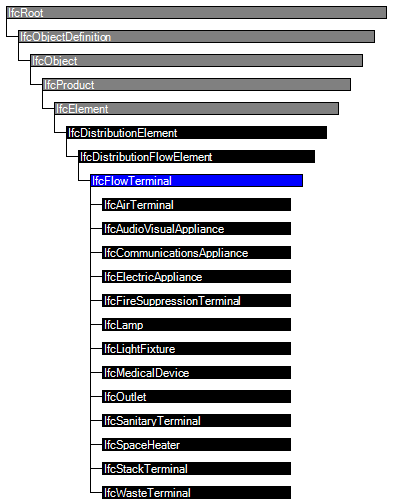 IfcRoot
IfcObjectDefinition
IfcObject
IfcProduct
IfcElement
IfcDistributionElement
IfcDistributionFlowElement
IfcFlowTerminal
IfcAirTerminal
IfcAudioVisualAppliance
IfcCommunicationsAppliance
IfcElectricAppliance
IfcFireSuppressionTerminal
IfcLamp
IfcLightFixture
IfcMedicalDevice
IfcOutlet
IfcSanitaryTerminal
IfcSpaceHeater
IfcStackTerminal
IfcWasteTerminal